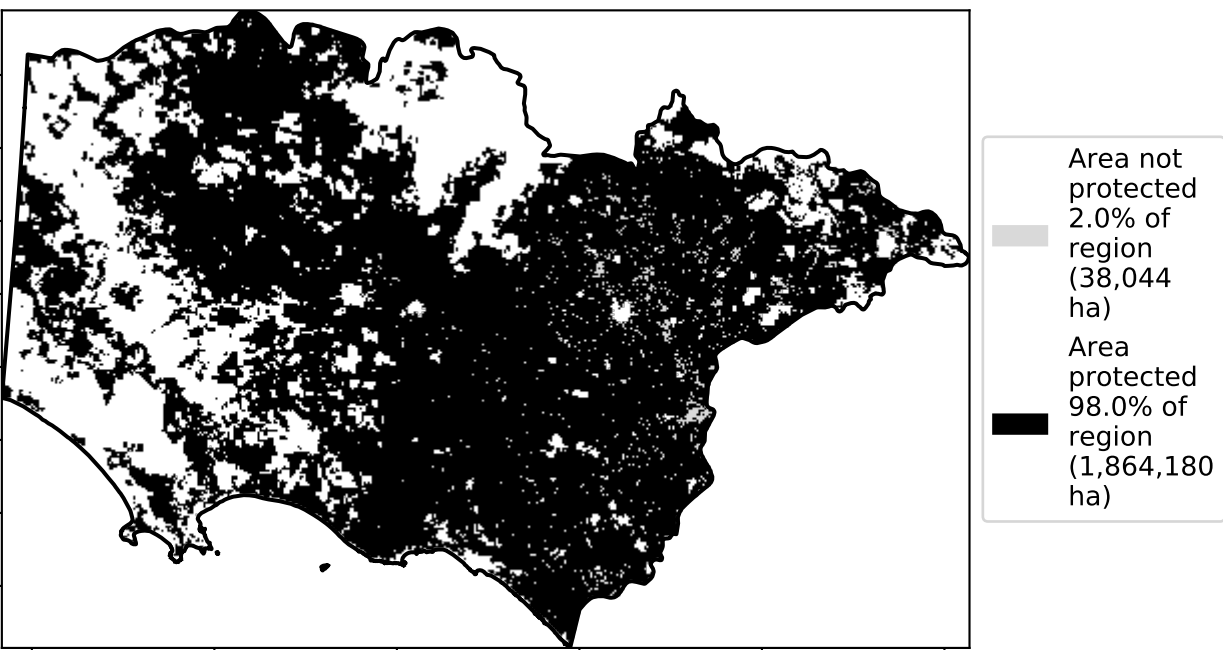 Area not
protected
2.0% of
region
(38,044
ha)
Area
protected
98.0% of
region
(1,864,180
ha)